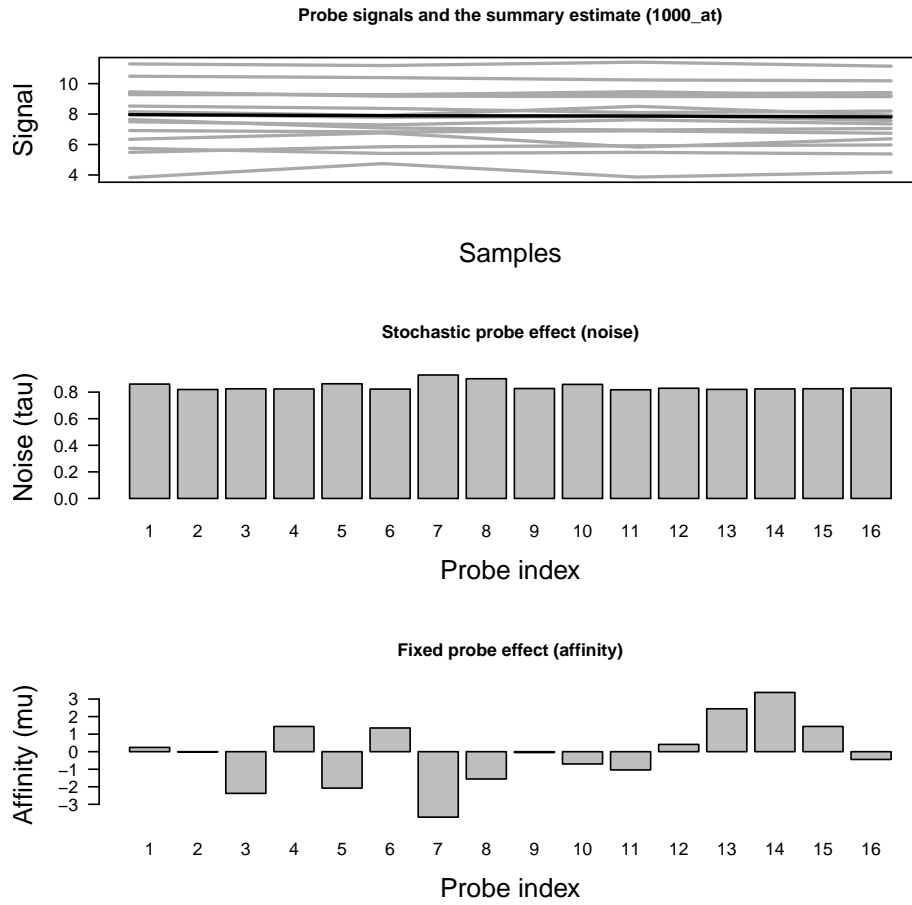 Probe signals and the summary estimate (1000_at)
Signal
10
8
6
4
Samples
Stochastic probe effect (noise)
Noise (tau)
0.8
0.6
0.4
0.2
0.0
1 2 3 4 5 6 7 8 9 10 11 12 13 14 15 16
Probe index
Fixed probe effect (affinity)
Affinity (mu)
3
2
1
0
−1
−2
−3
1 2 3 4 5 6 7 8 9 10 11 12 13 14 15 16
Probe index